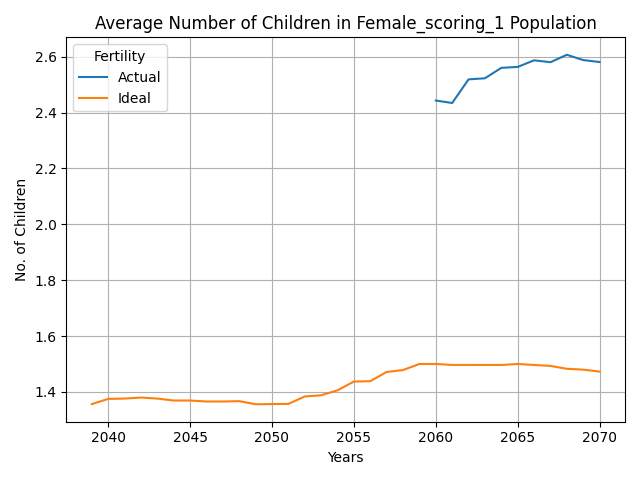 Average Number of Children in Female_scoring_1 Population
Fertility
Actual
Ideal
No. of Children
2.6
2.4
2.2
2.0
1.8
1.6
1.4
2040 2045 2050 2055 2060 2065 2070
Years